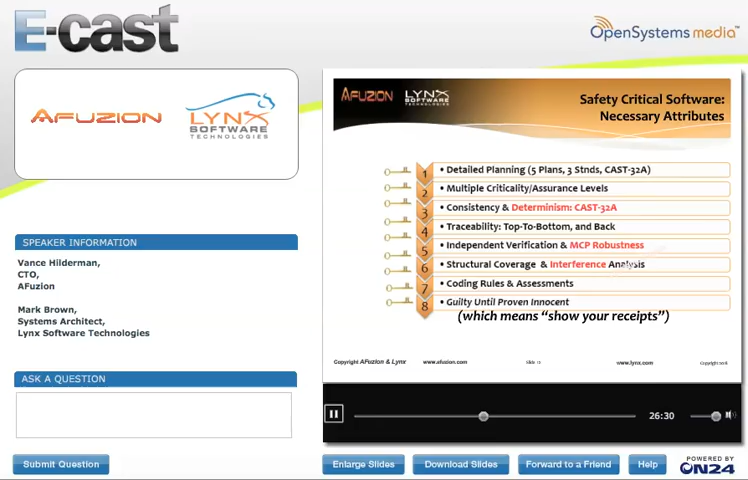 E-cast
OpenSystems media™
AFUZION
LYNX
SOFTWARE
TECHNOLOGIES
SPEAKER INFORMATION
Vance Hilderman,
CTO,
AFuzion
Mark Brown,
Systems Architect,
Lynx Software Technologies
ASK A QUESTION
Submit Question
AFUZION
LYNX
SOFTWARE
TECHNOLOGIES
Safety Critical Software:
Necessary Attributes
1 • Detailed Planning (5 Plans, 3 Stnds, CAST-32A)
2 • Multiple Criticality/Assurance Levels
3 • Consistency & Determinism: CAST-32A
4 • Traceability: Top-To-Bottom, and Back
5 • Independent Verification & MCP Robustness
6 • Structural Coverage & Interference Analysis
7 • Coding Rules & Assessments
8 • Guilty Until Proven Innocent
(which means “show your receipts”)
Copyright AFuzion & Lynx www.afuzion.com Slide www.lynx.com Copyright
26:30
Enlarge Slides Download Slides Forward to a Friend Help
POWERED BY
ON24